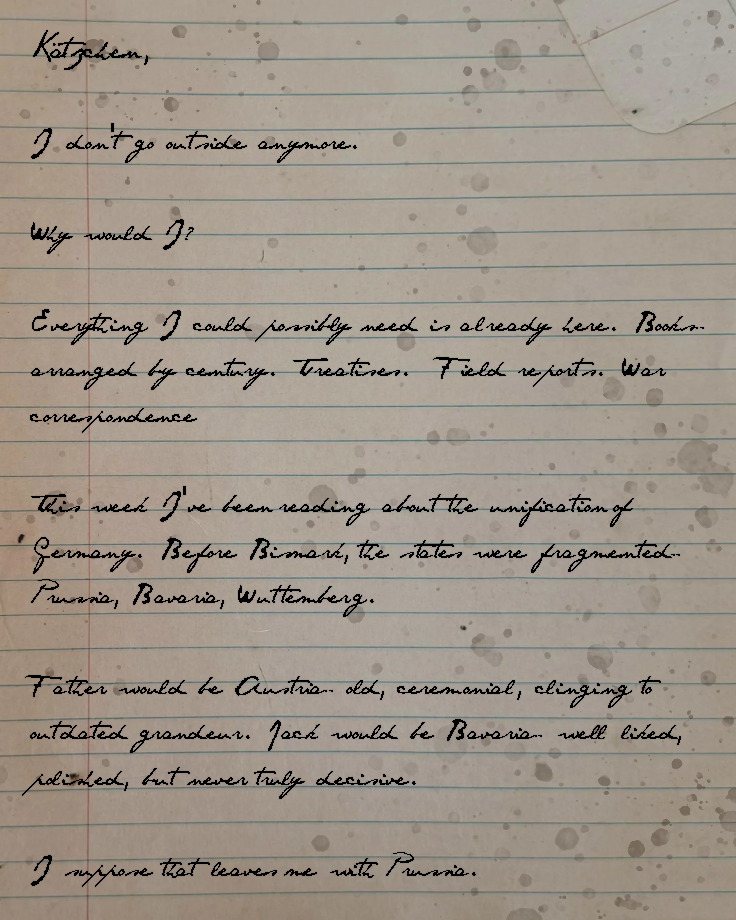 Kätzchem,
I don't go outside anymore.
Why would I?
Everything I could possibly need is already here. Books-
arranged by century. Treatises. Field reports. War
correspondence
This week I've been reading about the unification of
Germany. Before Bismark, the states were fragmented-
Prussia, Bavaria, Wuttemberg.
Father would be Austria- old, ceremonial, clinging to
outdated grandeur. Jack would be Bavaria- well liked,
polished, but never truly decisive.
I suppose that leaves me with Prussia.